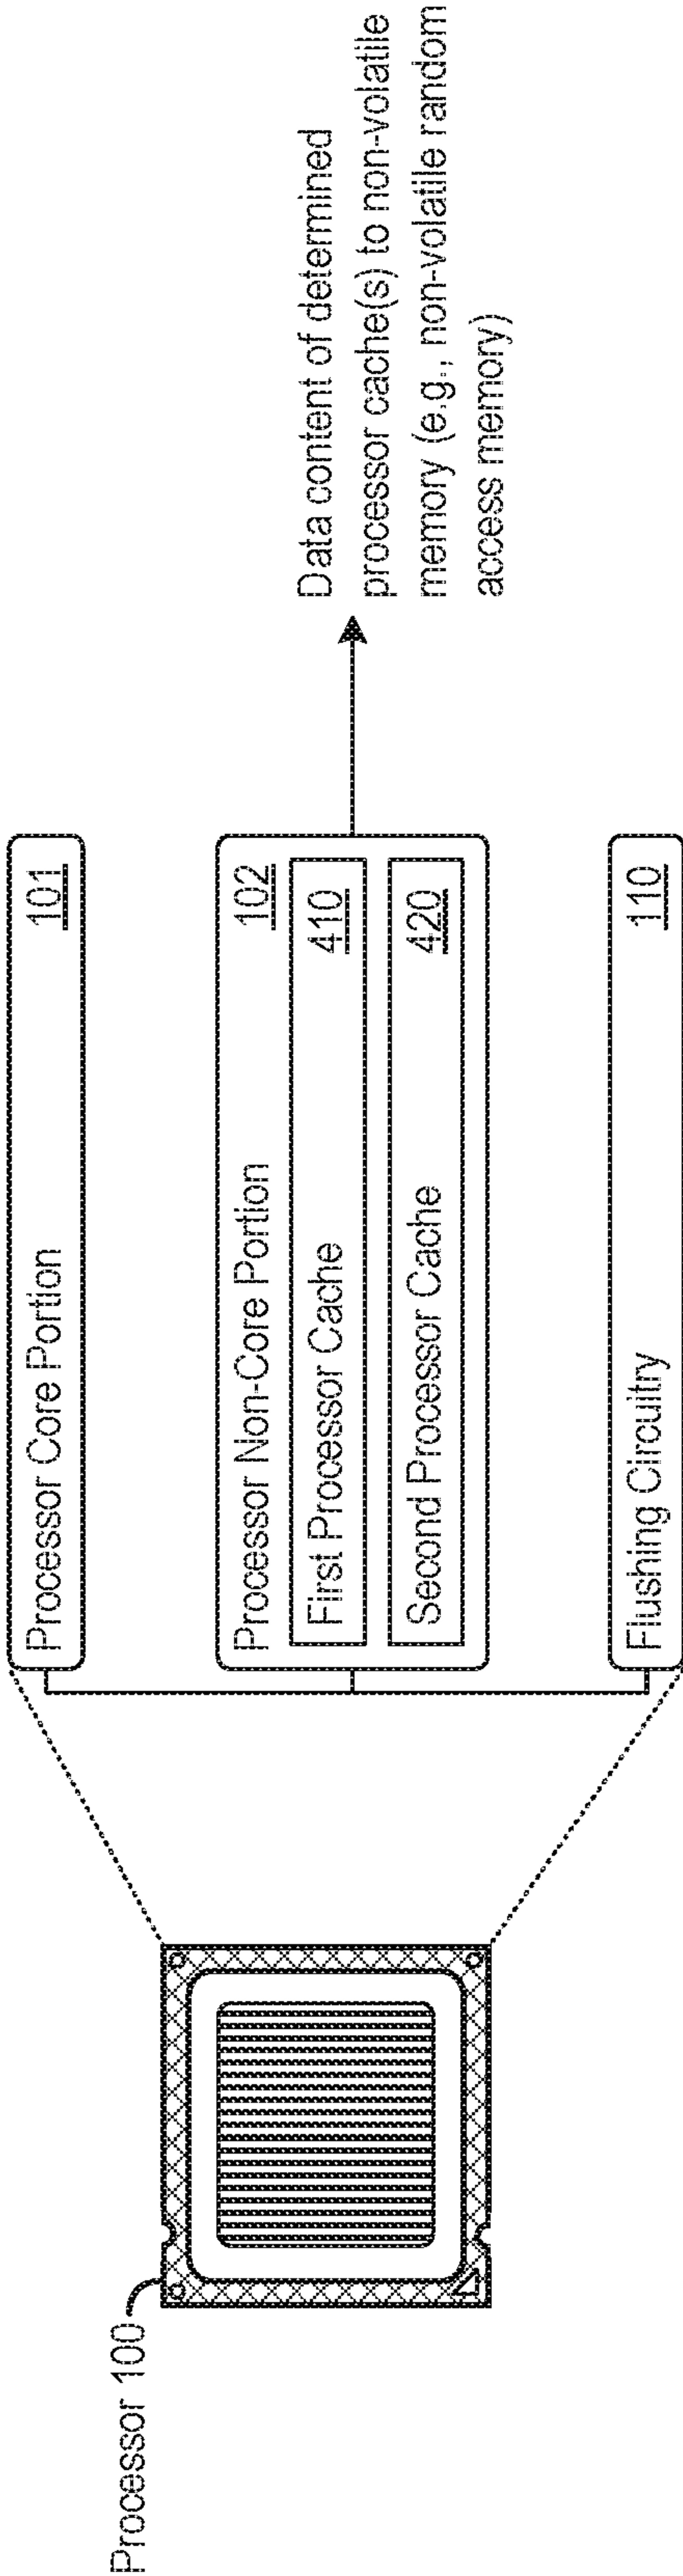 Processor 100
Processor Core Portion 101
Processor Non-Core Portion 102
First Processor Cache 410
Second Processor Cache 420
Flushing Circuitry 110
Data content of determined
processor cache(s) to non-volatile
memory (e.g., non-volatile random
access memory)